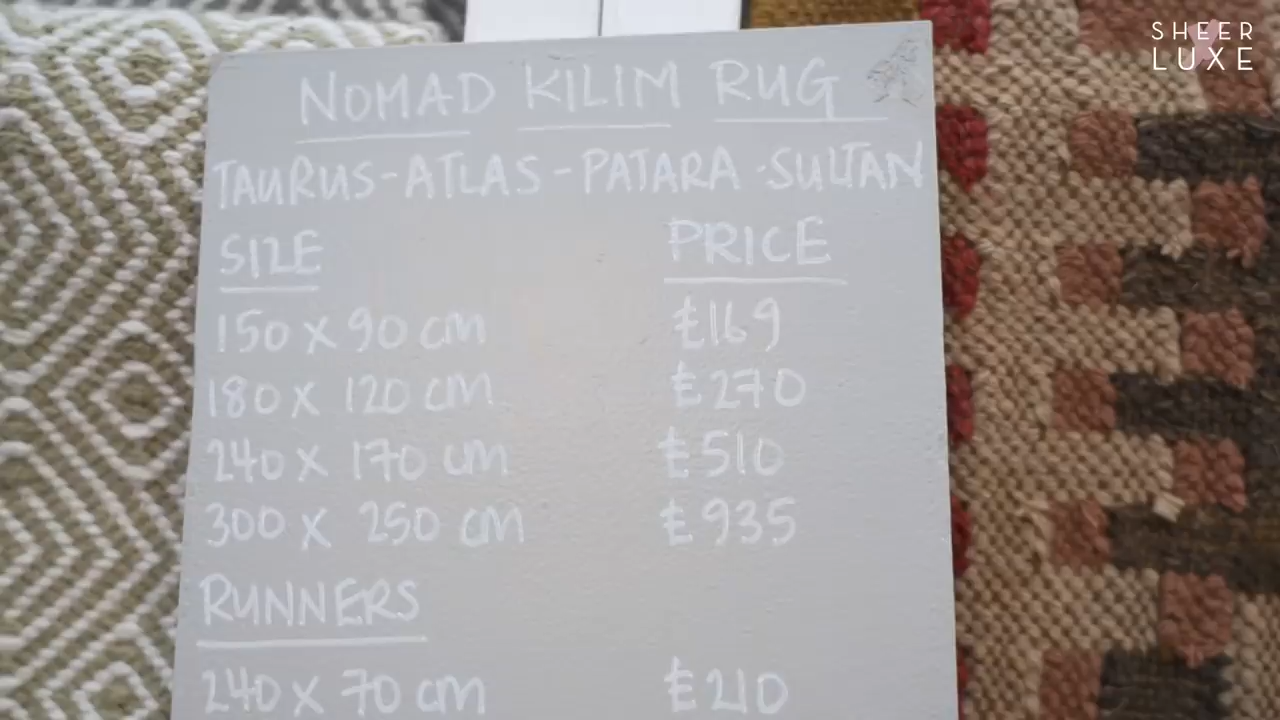 SHEER
LUXE
NOMAD KILIM RUG
TAURUS-ATLAS-PATARA-SULTAN
SIZE PRICE
150 x 90 cm £169
180 x 120 cm £270
240 x 170 cm £510
300 x 250 cm £935
RUNNERS
240 x 70 cm £210